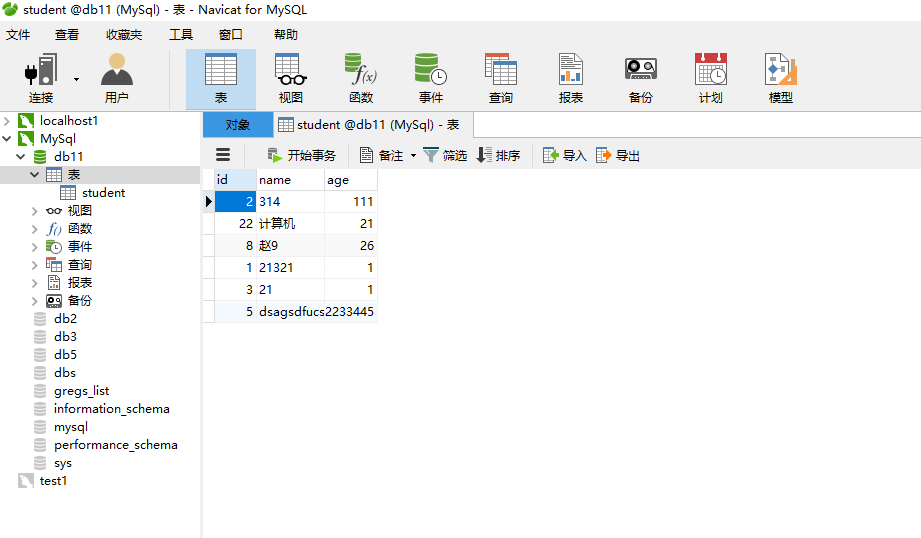 student @db11 (MySql) - 表 - Navicat for MySQL
文件 查看 收藏夹 工具 窗口 帮助
连接 用户 表 视图 函数 事件 查询 报表 备份 计划 模型
localhost1
MySql
db11
表
student
视图
函数
事件
查询
报表
备份
db2
db3
db5
dbs
gregs_list
information_schema
mysql
performance_schema
sys
test1
对象 student @db11 (MySql) - 表
开始事务 备注 筛选 排序 导入 导出
id name age
2 314 111
22 计算机 21
8 赵9 26
1 21321 1
3 21 1
5 dsagsdfucs2233445